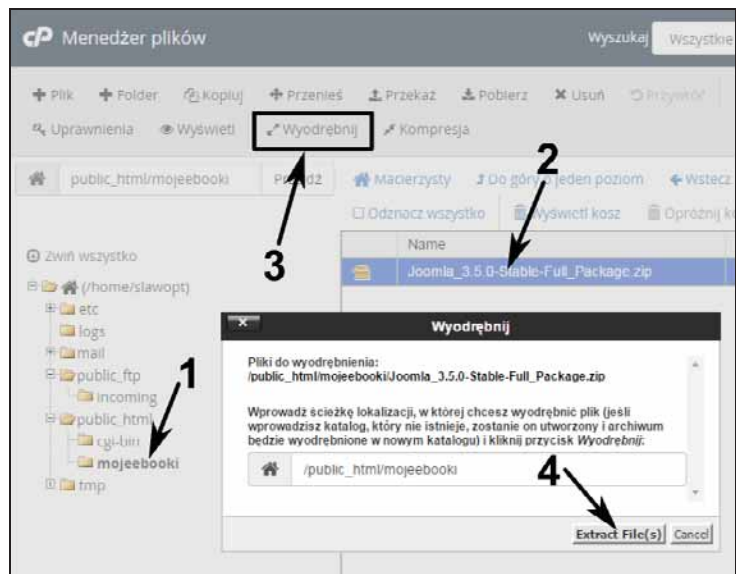 cP Menedżer plików
Wyszukaj Wszystkie
Plik Folder Kopiuj Przenieś Przekaż Pobierz Usuń Przywróć
Uprawnienia Wyświetl Wyodrębnij Kompresja
2
public_html/mojeebooki Przejdź Macierzysty Do góry o jeden poziom Wstecz
Odznacz wszystko Wyświetl kosz Opróżnij
3
Name
Zwiń wszystko
Joomla_3.5.0-Stable-Full_Package.zip
(/home/slawopt)
etc
logs
mail
public_ftp
incoming
public_html
cgi-bin
mojeebooki
tmp
1
Wyodrębnij
Pliki do wyodrębnienia:
/public_html/mojeebooki/Joomla_3.5.0-Stable-Full_Package.zip
Wprowadź ścieżkę lokalizacji, w której chcesz wyodrębnić plik (jeśli
wprowadzisz katalog, który nie istnieje, zostanie on utworzony i archiwum
będzie wyodrębnione w nowym katalogu) i kliknij przycisk Wyodrębnij:
/public_html/mojeebooki
4
Extract File(s) Cancel